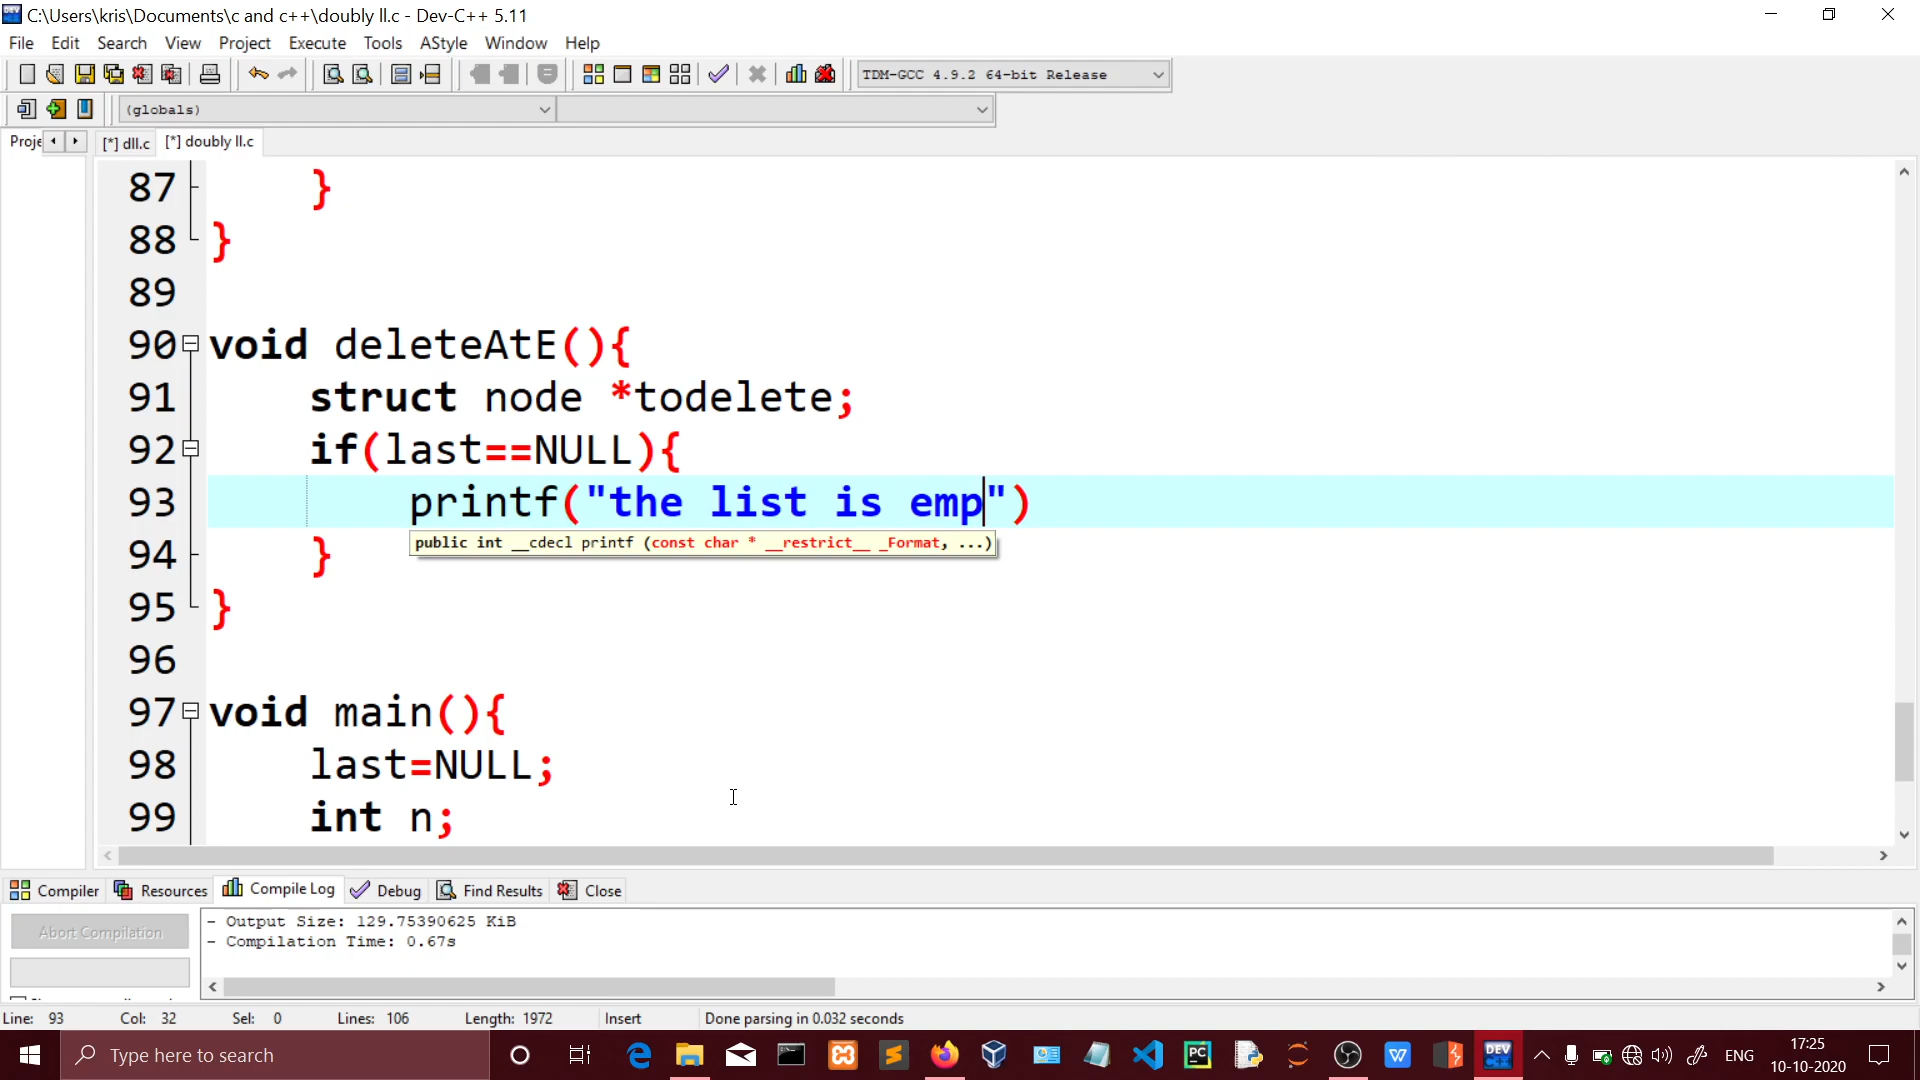 C:\Users\kris\Documents\c and c++\doubly ll.c - Dev-C++ 5.11
File Edit Search View Project Execute Tools AStyle Window Help
TDM-GCC 4.9.2 64-bit Release
(globals)
Proje [*] dll.c [*] doubly ll.c
87 }
88 }
89
90 void deleteAtE(){
91 struct node *todelete;
92 if(last==NULL){
93 printf("the list is emp")
public int __cdecl printf (const char * __restrict__ _Format, ...)
94 }
95 }
96
97 void main(){
98 last=NULL;
99 int n;
Compiler Resources Compile Log Debug Find Results Close
Abort Compilation
- Output Size: 129.75390625 KiB
- Compilation Time: 0.67s
Line: 93 Col: 32 Sel: 0 Lines: 106 Length: 1972 Insert Done parsing in 0.032 seconds
Type here to search
PC
W
DEV
ENG
17:25
10-10-2020